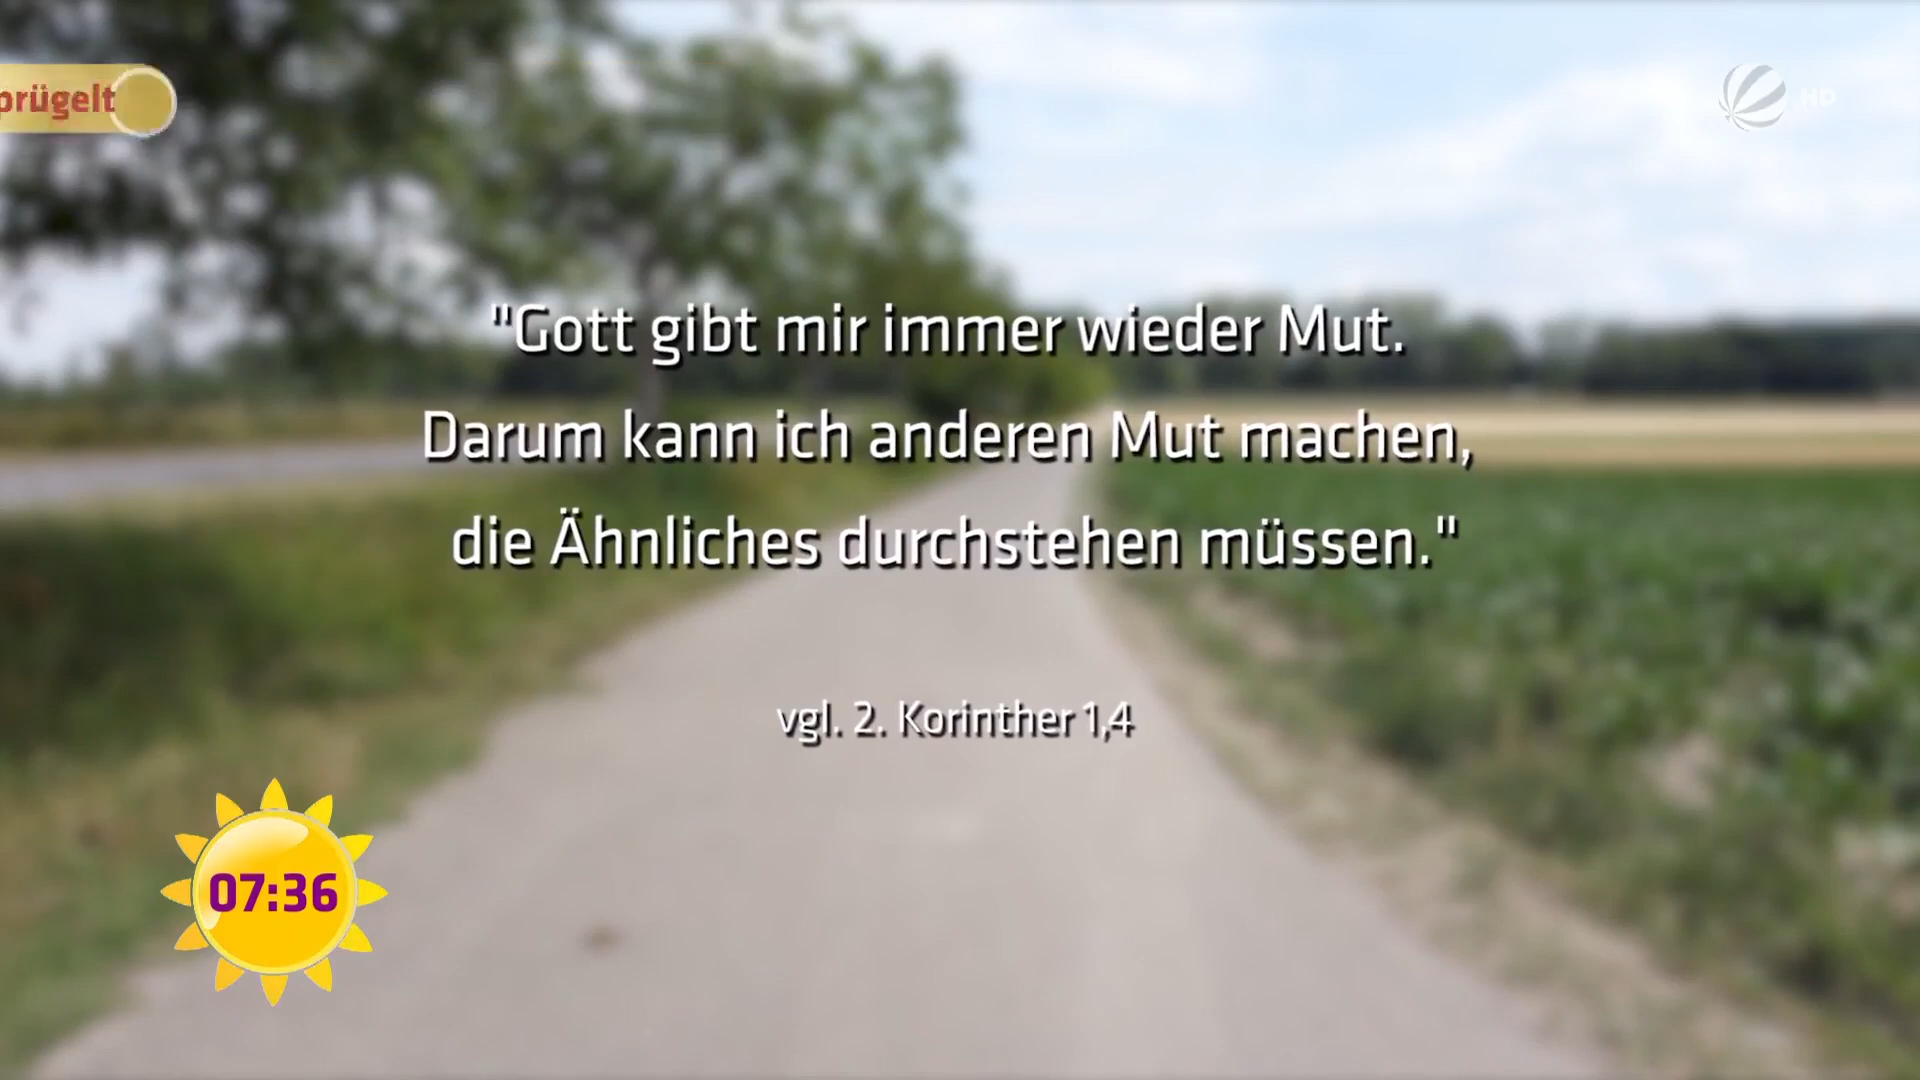 prügelt
HD
"Gott gibt mir immer wieder Mut.
Darum kann ich anderen Mut machen,
die Ähnliches durchstehen müssen."
vgl. 2. Korinther 1,4
07:36